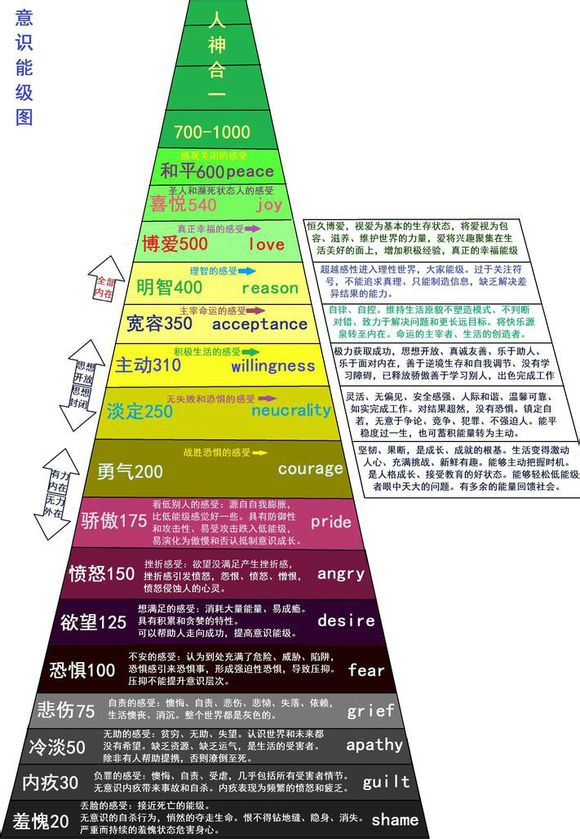 意识能级图
人神合一
700-1000
感观关闭的感受
和平600peace
圣人和濒死状态人的感受
喜悦540 joy
真正幸福的感受
博爱500 love
恒久博爱，视爱为基本的生存状态，将爱视为包
容、滋养、维护世界的力量，爱将兴趣聚集在生
活美好的面上，增加积极经验，真正的幸福能级
全部内在
理智的感受
明智400 reason
超越感性进入理性世界，大家能级。过于关注符
号，不能追求真理、只能制造信息，缺乏解决差
异结果的能力。
主宰命运的感受
宽容350 acceptance
自律、自控。维持生活原貌不塑造模式、不判断
对错、致力于解决问题和更长远目标。将快乐源
泉转至内在。命运的主宰者、生活的创造者。
思想开放
思想封闭
积极生活的感受
主动310 willingness
极力获取成功，思想开放、真诚友善、乐于助人、
乐于面对内在，善于逆境生存和自我调节、没有学
习障碍，已释放骄傲善于学习别人，出色完成工作
无失败和恐惧的感受
淡定250 neucrality
灵活、无偏见、安全感强、人际和谐、温馨可靠、
如实完成工作。对结果超然，没有恐惧。镇定自
若，无意于争论、竞争、犯罪、不强迫人。能平
稳度过一生，也可蓄积能量转为主动。
有力内在
无力外在
战胜恐惧的感受
勇气200 courage
坚韧、果断，是成长、成就的根基。生活变得激动
人心、充满挑战、新鲜有趣。能够主动把握时机。
是人格成长、接受教育的好状态。能够轻松低能级
者眼中天大的问题。有多余的能量回馈社会。
骄傲175 pride
看低别人的感受：源自自我膨胀，
比低能级感觉好一些。具有防御性
和攻击性、易受攻击跌入低能级，
易演化为傲慢和否认抵制意识成长。
愤怒150 angry
挫折感受：欲望没满足产生挫折感，
挫折感引发愤怒，怨恨、愤怒、憎恨，
愤怒侵蚀人的心灵。
欲望125 desire
想满足的感受：消耗大量能量、易成瘾。
具有积累和贪婪的特性。
可以帮助人走向成功，提高意识能级。
恐惧100 fear
不安的感受：认为到处充满了危险、威胁、陷阱，
恐惧感引来恐惧事，形成强迫性恐惧，导致压抑。
压抑不能提升意识层次。
悲伤75 grief
自责的感受：懊悔、自责、悲伤、悲恸、失落、依赖，
生活懊丧、消沉。整个世界都是灰色的。
冷淡50 apathy
无助的感受：贫穷、无助、失望。认识世界和未来都
没有希望。缺乏资源、缺乏运气，是生活的受害者。
除非有人帮助提携，否则潦倒至死。
内疚30 guilt
负罪的感受：懊悔、自责、受虐，几乎包括所有受害者情节。
无意识内疚带来事故和自杀。内疚表现为频繁的愤怒和疲乏。
羞愧20 shame
丢脸的感受：接近死亡的能级。
无意识的自杀行为，悄然的夺走生命。恨不得钻地缝、隐身、消失。
严重而持续的羞愧状态危害身心。